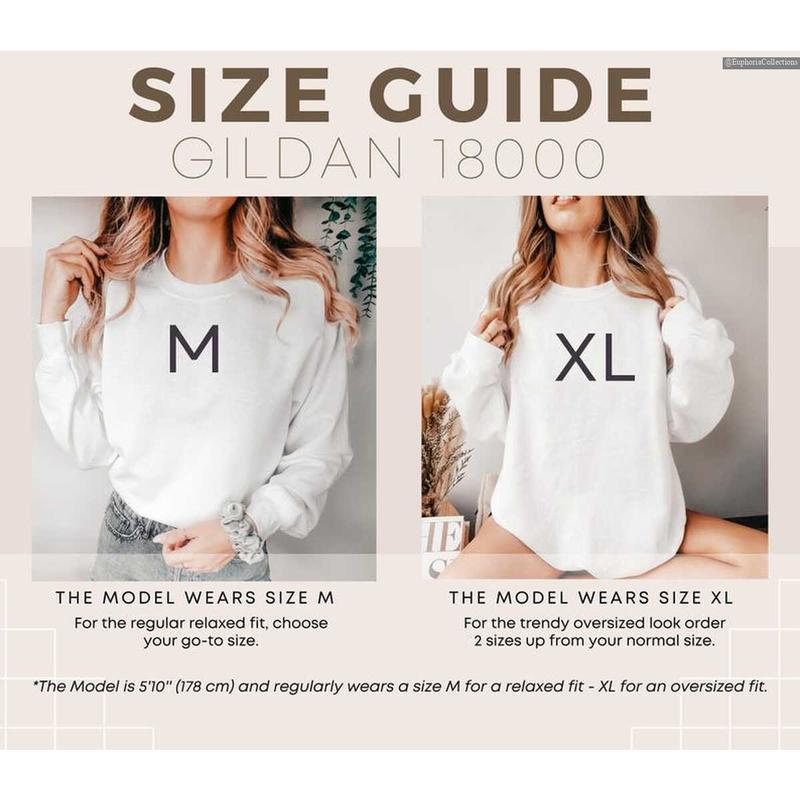 @EuphoriaCollections
SIZE GUIDE
GILDAN 18000
M
XL
HE
S
THE MODEL WEARS SIZE M
For the regular relaxed fit, choose
your go-to size.
THE MODEL WEARS SIZE XL
For the trendy oversized look order
2 sizes up from your normal size.
*The Model is 5'10" (178 cm) and regularly wears a size M for a relaxed fit - XL for an oversized fit.